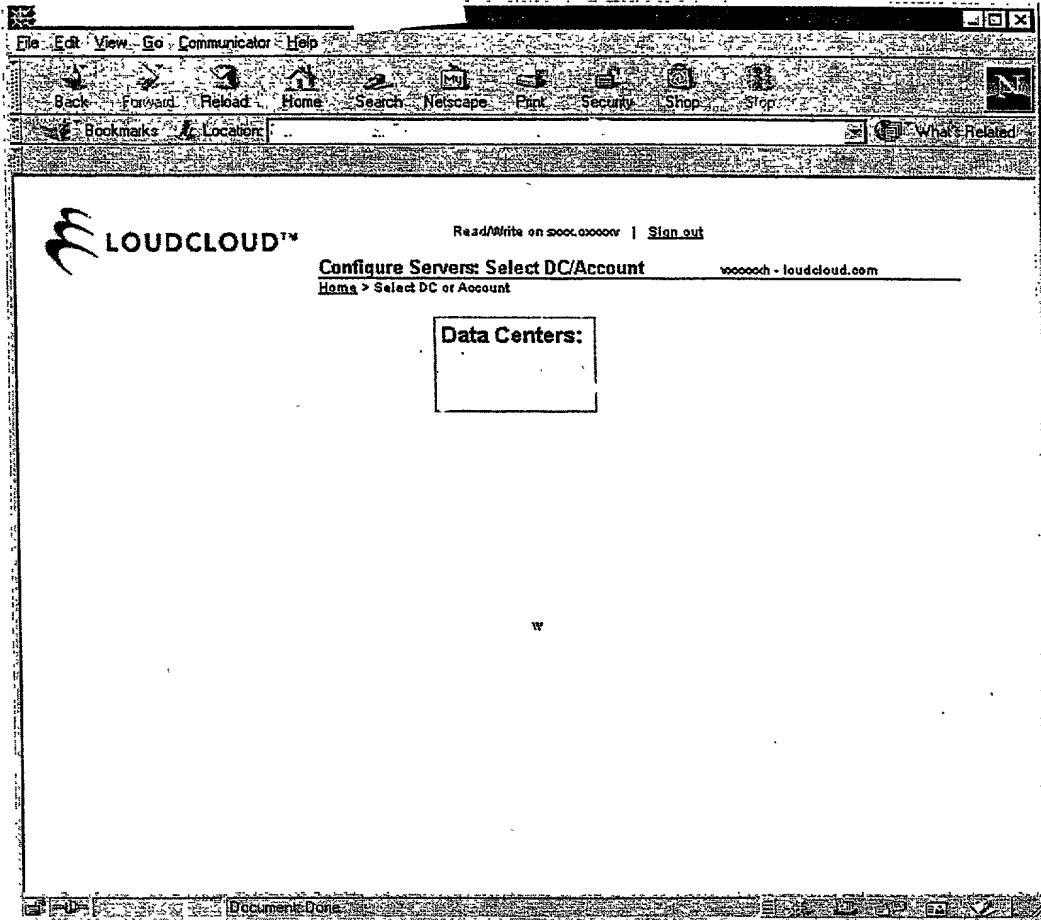 File Edit View Go Communicator Help
Back Forward Reload Home Search Netscape Print Security Shop Stop
My
N
Bookmarks Location: What's Related
LOUDCLOUD™
Read/Write on | Sign out
Configure Servers: Select DC/Account - loudcloud.com
Home > Select DC or Account
Data Centers:
w
Document: Done